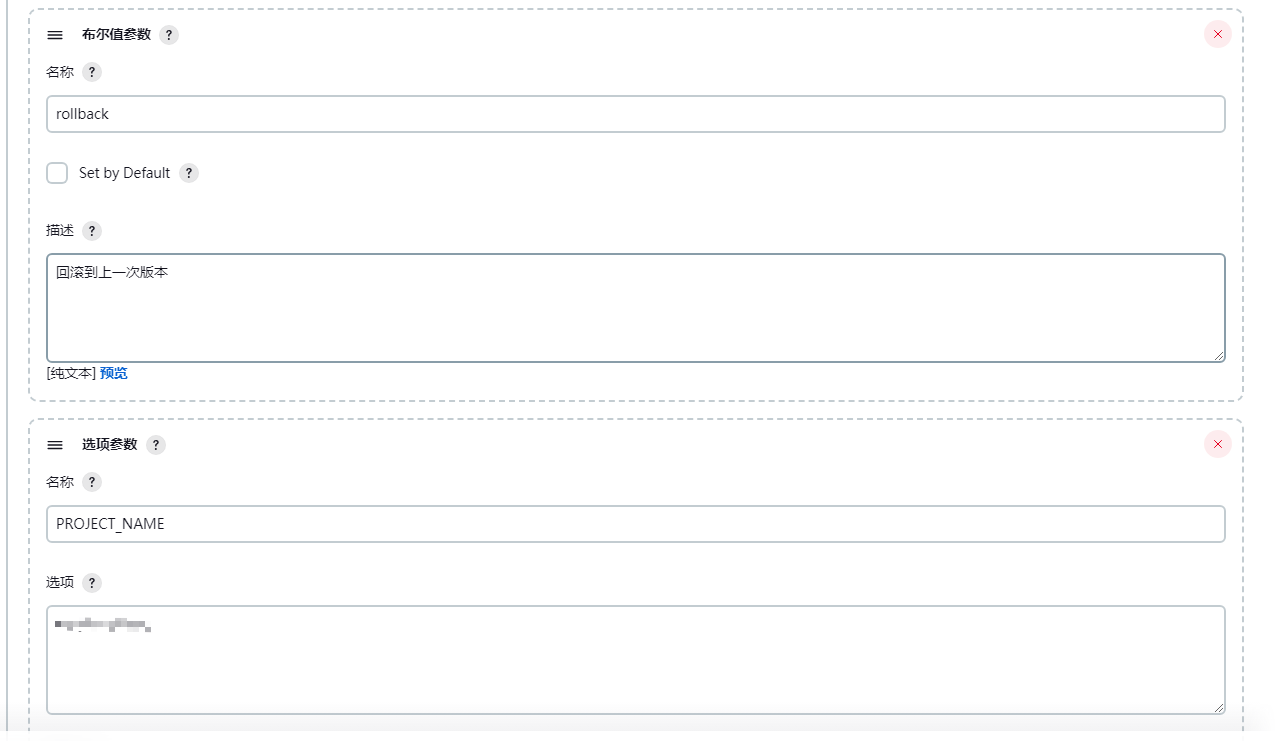 布尔值参数 ?
名称 ?
rollback
Set by Default ?
描述 ?
回滚到上一次版本
[纯文本] 预览
选项参数 ?
名称 ?
PROJECT_NAME
选项 ?